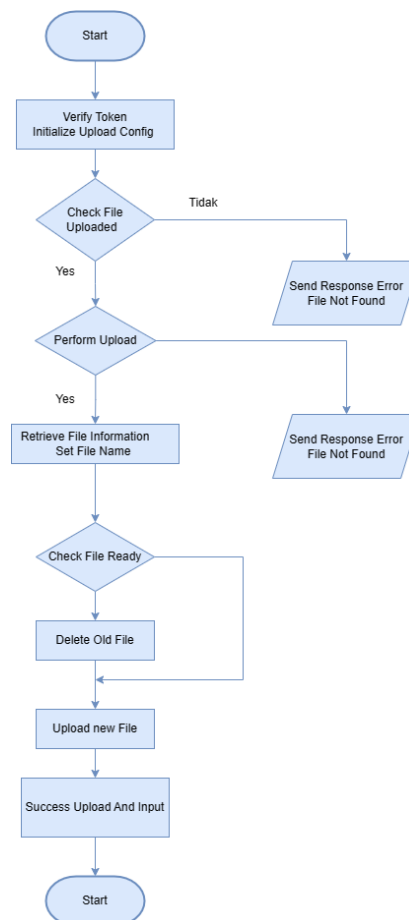 Start
Verify Token
Initialize Upload Config
Check File
Uploaded
Tidak
Yes
Send Response Error
File Not Found
Perform Upload
Yes
Retrieve File Information
Set File Name
Send Response Error
File Not Found
Check File Ready
Delete Old File
Upload new File
Success Upload And Input
Start